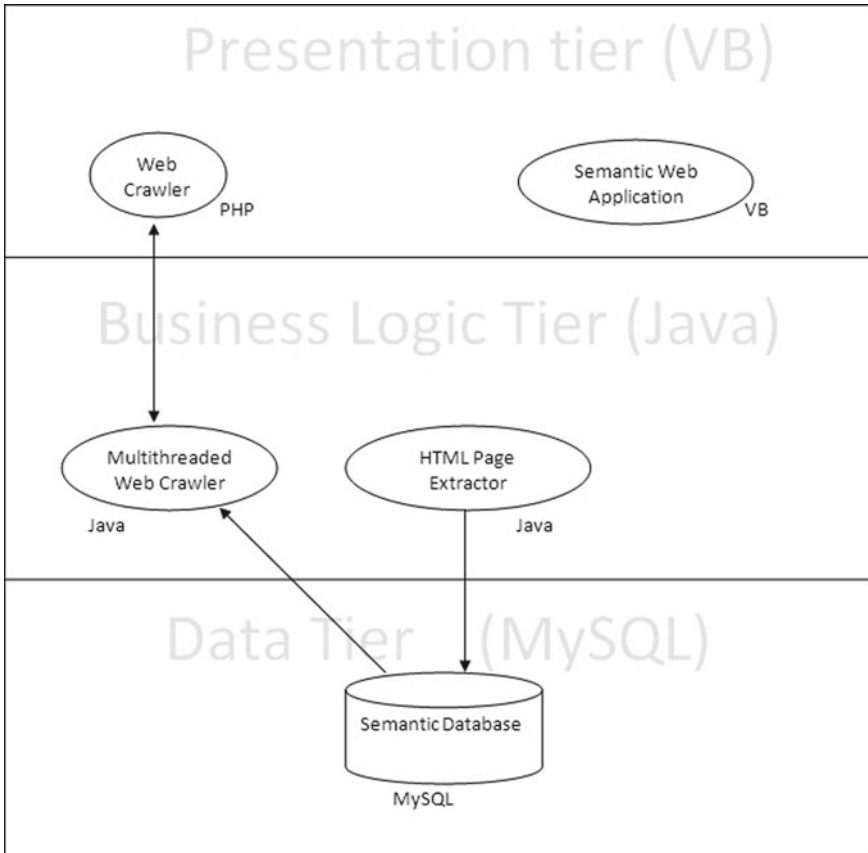 Presentation tier (VB)
Web
Crawler
PHP
Semantic Web
Application
VB
Business Logic Tier (Java)
Multithreaded
Web Crawler
Java
HTML Page
Extractor
Java
Data Tier (MySQL)
Semantic Database
MySQL